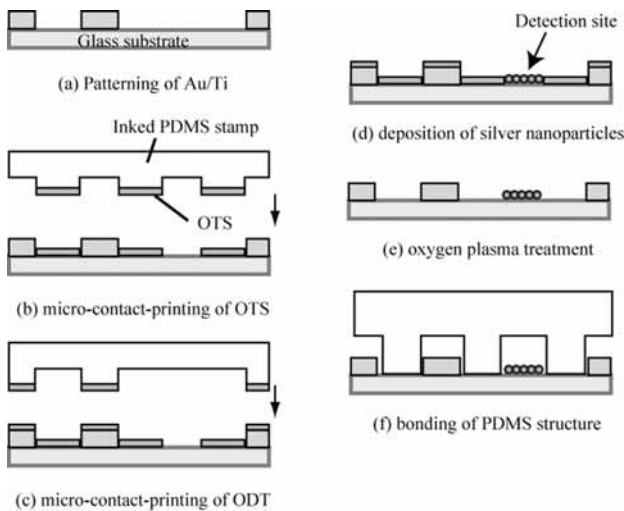 Glass substrate
(a) Patterning of Au/Ti
Inked PDMS stamp
OTS
(b) micro-contact-printing of OTS
(c) micro-contact-printing of ODT
Detection site
(d) deposition of silver nanoparticles
(e) oxygen plasma treatment
(f) bonding of PDMS structure